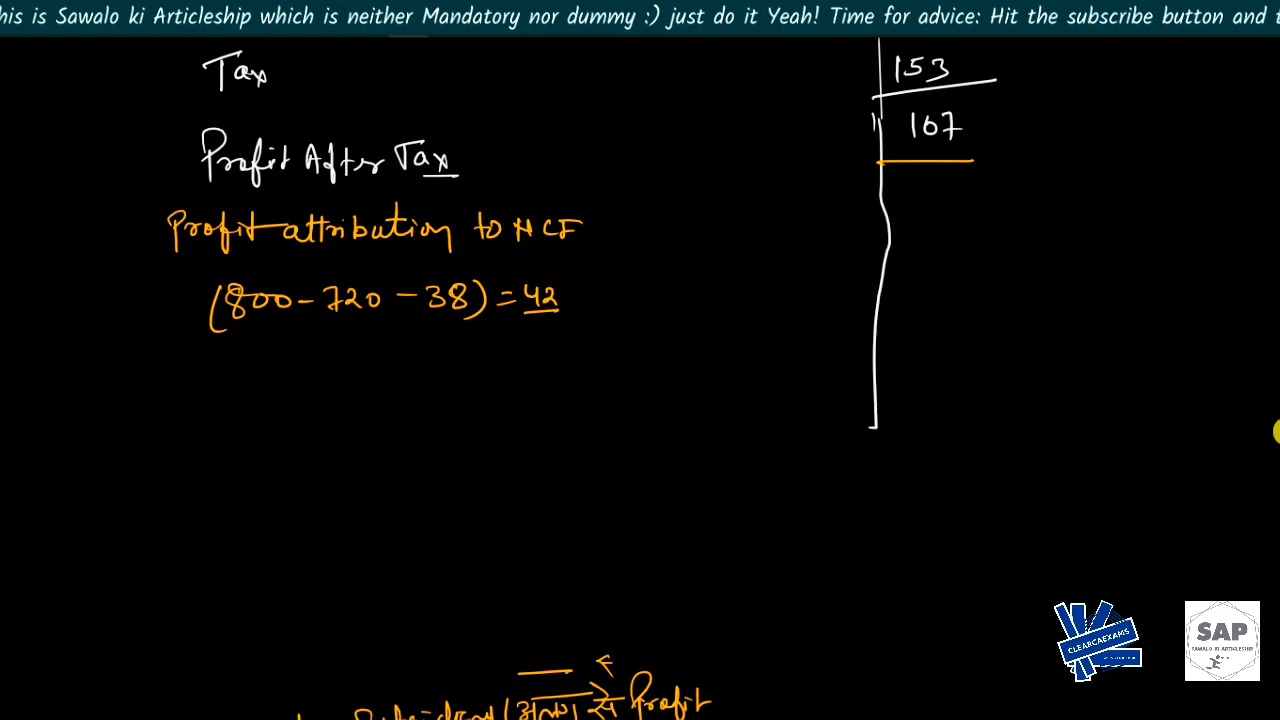 his is Sawalo ki Articleship which is neither Mandatory nor dummy :) just do it Yeah! Time for advice: Hit the subscribe button and t
Tax 153
107
Profit After Tax
Profit attribution to NCI
(800 - 720 - 38) = 42
CLEARCAEXAMS
SAP
SAWALO KI ARTICLESHIP
Profit